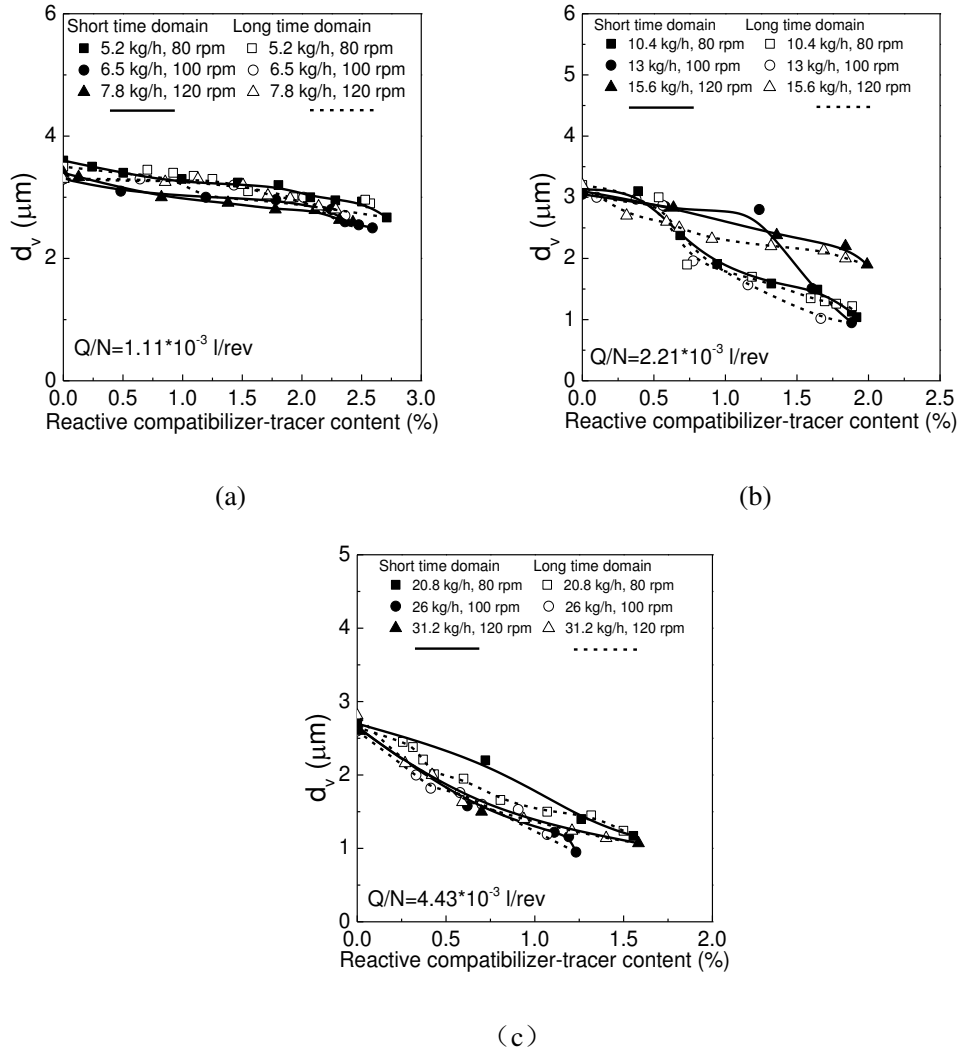 Short time domain Long time domain
5.2 kg/h, 80 rpm 5.2 kg/h, 80 rpm
6.5 kg/h, 100 rpm 6.5 kg/h, 100 rpm
7.8 kg/h, 120 rpm 7.8 kg/h, 120 rpm
6
4
2
0
d_v (μm)
Q/N=1.11*10^-3 l/rev
0.0 0.5 1.0 1.5 2.0 2.5 3.0
Reactive compatibilizer-tracer content (%)
(a)
Short time domain Long time domain
10.4 kg/h, 80 rpm 10.4 kg/h, 80 rpm
13 kg/h, 100 rpm 13 kg/h, 100 rpm
15.6 kg/h, 120 rpm 15.6 kg/h, 120 rpm
6
5
4
3
2
1
0
d_v (μm)
Q/N=2.21*10^-3 l/rev
0.0 0.5 1.0 1.5 2.0 2.5
Reactive compatibilizer-tracer content (%)
(b)
Short time domain Long time domain
20.8 kg/h, 80 rpm 20.8 kg/h, 80 rpm
26 kg/h, 100 rpm 26 kg/h, 100 rpm
31.2 kg/h, 120 rpm 31.2 kg/h, 120 rpm
5
4
3
2
1
0
d_v (μm)
Q/N=4.43*10^-3 l/rev
0.0 0.5 1.0 1.5 2.0
Reactive compatibilizer-tracer content (%)
（c）